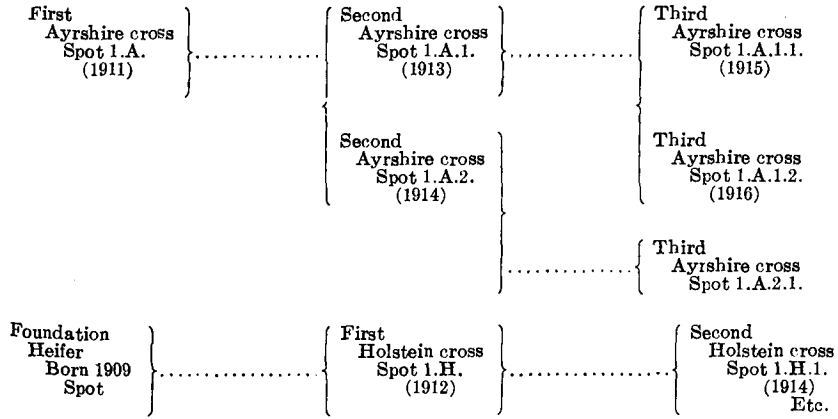 First
Ayrshire cross
Spot 1.A.
(1911)
Second
Ayrshire cross
Spot 1.A.1.
(1913)
Third
Ayrshire cross
Spot 1.A.1.1.
(1915)
Second
Ayrshire cross
Spot 1.A.2.
(1914)
Third
Ayrshire cross
Spot 1.A.1.2.
(1916)
Third
Ayrshire cross
Spot 1.A.2.1.
Foundation
Heifer
Born 1909
Spot
First
Holstein cross
Spot 1.H.
(1912)
Second
Holstein cross
Spot 1.H.1.
(1914)
Etc.